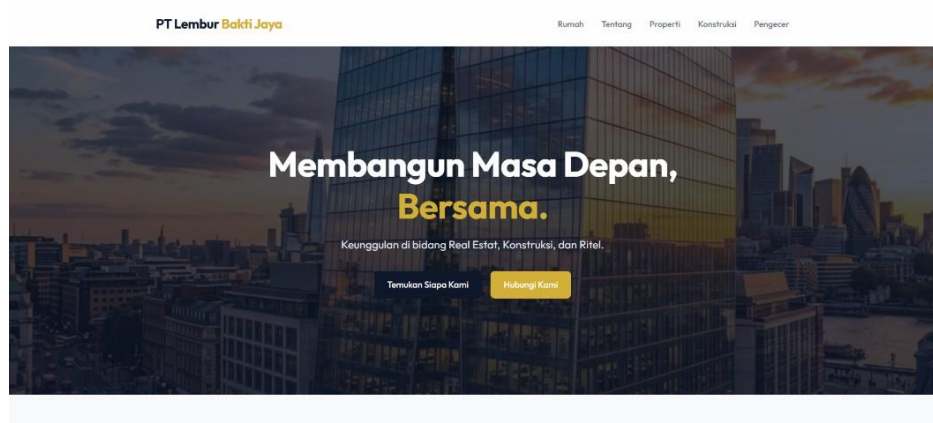 PT Lembur Bakti Jaya
Rumah Tentang Properti Konstruksi Pengecer
Membangun Masa Depan,
Bersama.
Keunggulan di bidang Real Estat, Konstruksi, dan Ritel.
Temukan Siapa Kami Hubungi Kami